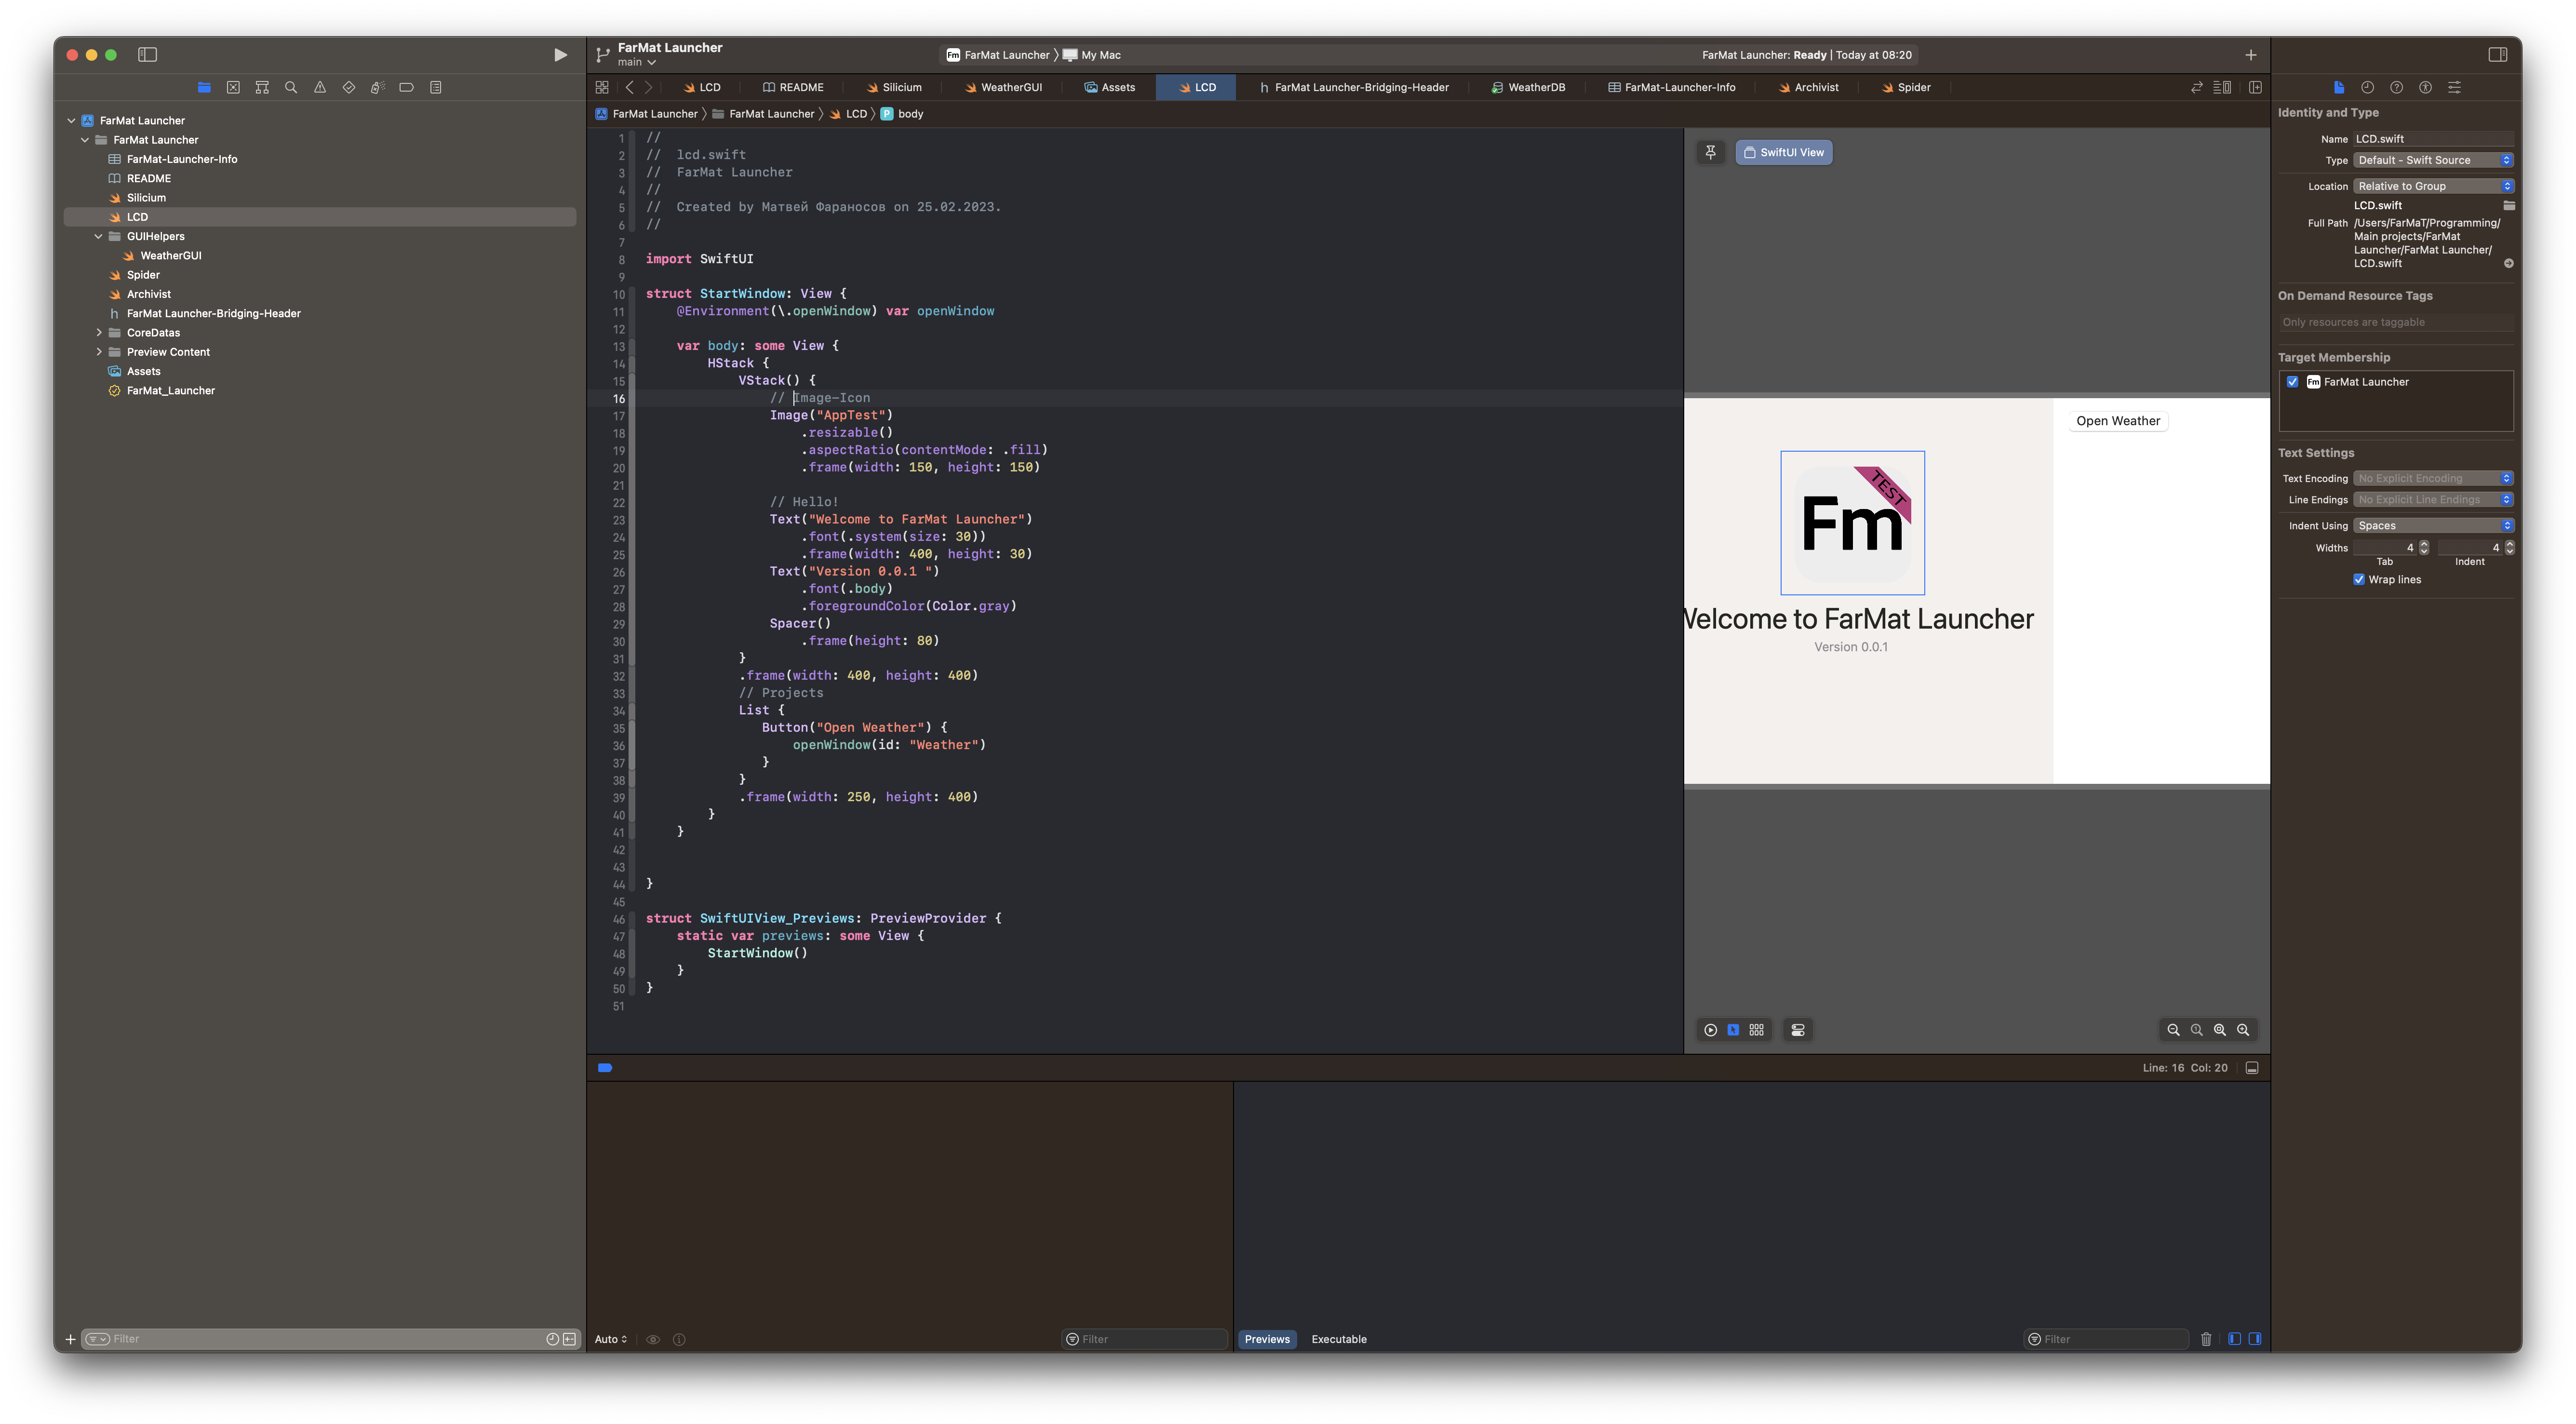 FarMat Launcher
main
Fm FarMat Launcher My Mac
FarMat Launcher: Ready | Today at 08:20
LCD README Silicium WeatherGUI Assets LCD FarMat Launcher-Bridging-Header WeatherDB FarMat-Launcher-Info Archivist Spider
FarMat Launcher FarMat Launcher LCD P body
FarMat Launcher
FarMat Launcher
FarMat-Launcher-Info
README
Silicium
LCD
GUIHelpers
WeatherGUI
Spider
Archivist
h FarMat Launcher-Bridging-Header
CoreDatas
Preview Content
Assets
FarMat_Launcher
Filter
1 //
2 //  lcd.swift
3 //  FarMat Launcher
4 //
5 //  Created by Матвей Фараносов on 25.02.2023.
6 //
7
8 import SwiftUI
9
10 struct StartWindow: View {
11     @Environment(\.openWindow) var openWindow
12
13     var body: some View {
14         HStack {
15             VStack() {
16                 // Image-Icon
17                 Image("AppTest")
18                     .resizable()
19                     .aspectRatio(contentMode: .fill)
20                     .frame(width: 150, height: 150)
21
22                 // Hello!
23                 Text("Welcome to FarMat Launcher")
24                     .font(.system(size: 30))
25                     .frame(width: 400, height: 30)
26                 Text("Version 0.0.1 ")
27                     .font(.body)
28                     .foregroundColor(Color.gray)
29                 Spacer()
30                     .frame(height: 80)
31             }
32             .frame(width: 400, height: 400)
33             // Projects
34             List {
35                Button("Open Weather") {
36                    openWindow(id: "Weather")
37                }
38             }
39             .frame(width: 250, height: 400)
40         }
41     }
42
43
44 }
45
46 struct SwiftUIView_Previews: PreviewProvider {
47     static var previews: some View {
48         StartWindow()
49     }
50 }
51
SwiftUI View
Open Weather
TEST
Fm
Welcome to FarMat Launcher
Version 0.0.1
Line: 16 Col: 20
Auto
Filter
Previews Executable
Filter
Identity and Type
Name LCD.swift
Type Default - Swift Source
Location Relative to Group
LCD.swift
Full Path /Users/FarMaT/Programming/
Main projects/FarMat
Launcher/FarMat Launcher/
LCD.swift
On Demand Resource Tags
Only resources are taggable
Target Membership
Fm FarMat Launcher
Text Settings
Text Encoding No Explicit Encoding
Line Endings No Explicit Line Endings
Indent Using Spaces
Widths 4 4
Tab Indent
Wrap lines